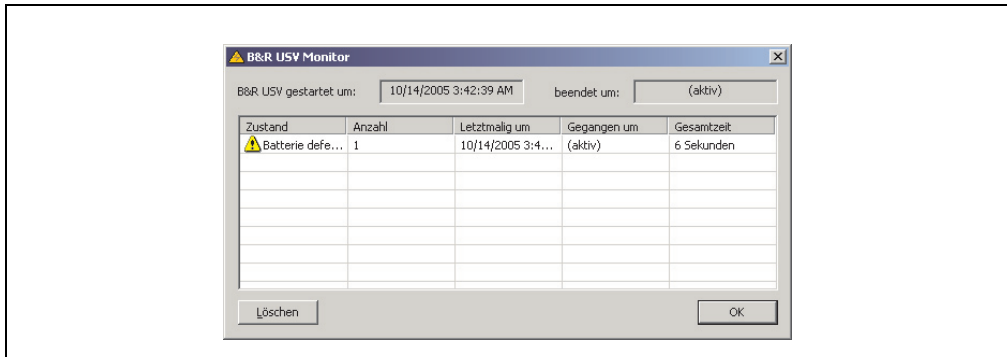 B&R USV Monitor
B&R USV gestartet um: 10/14/2005 3:42:39 AM beendet um: (aktiv)
Zustand Anzahl Letztmalig um Gegangen um Gesamtzeit
Batterie defe... 1 10/14/2005 3:4... (aktiv) 6 Sekunden
Löschen OK